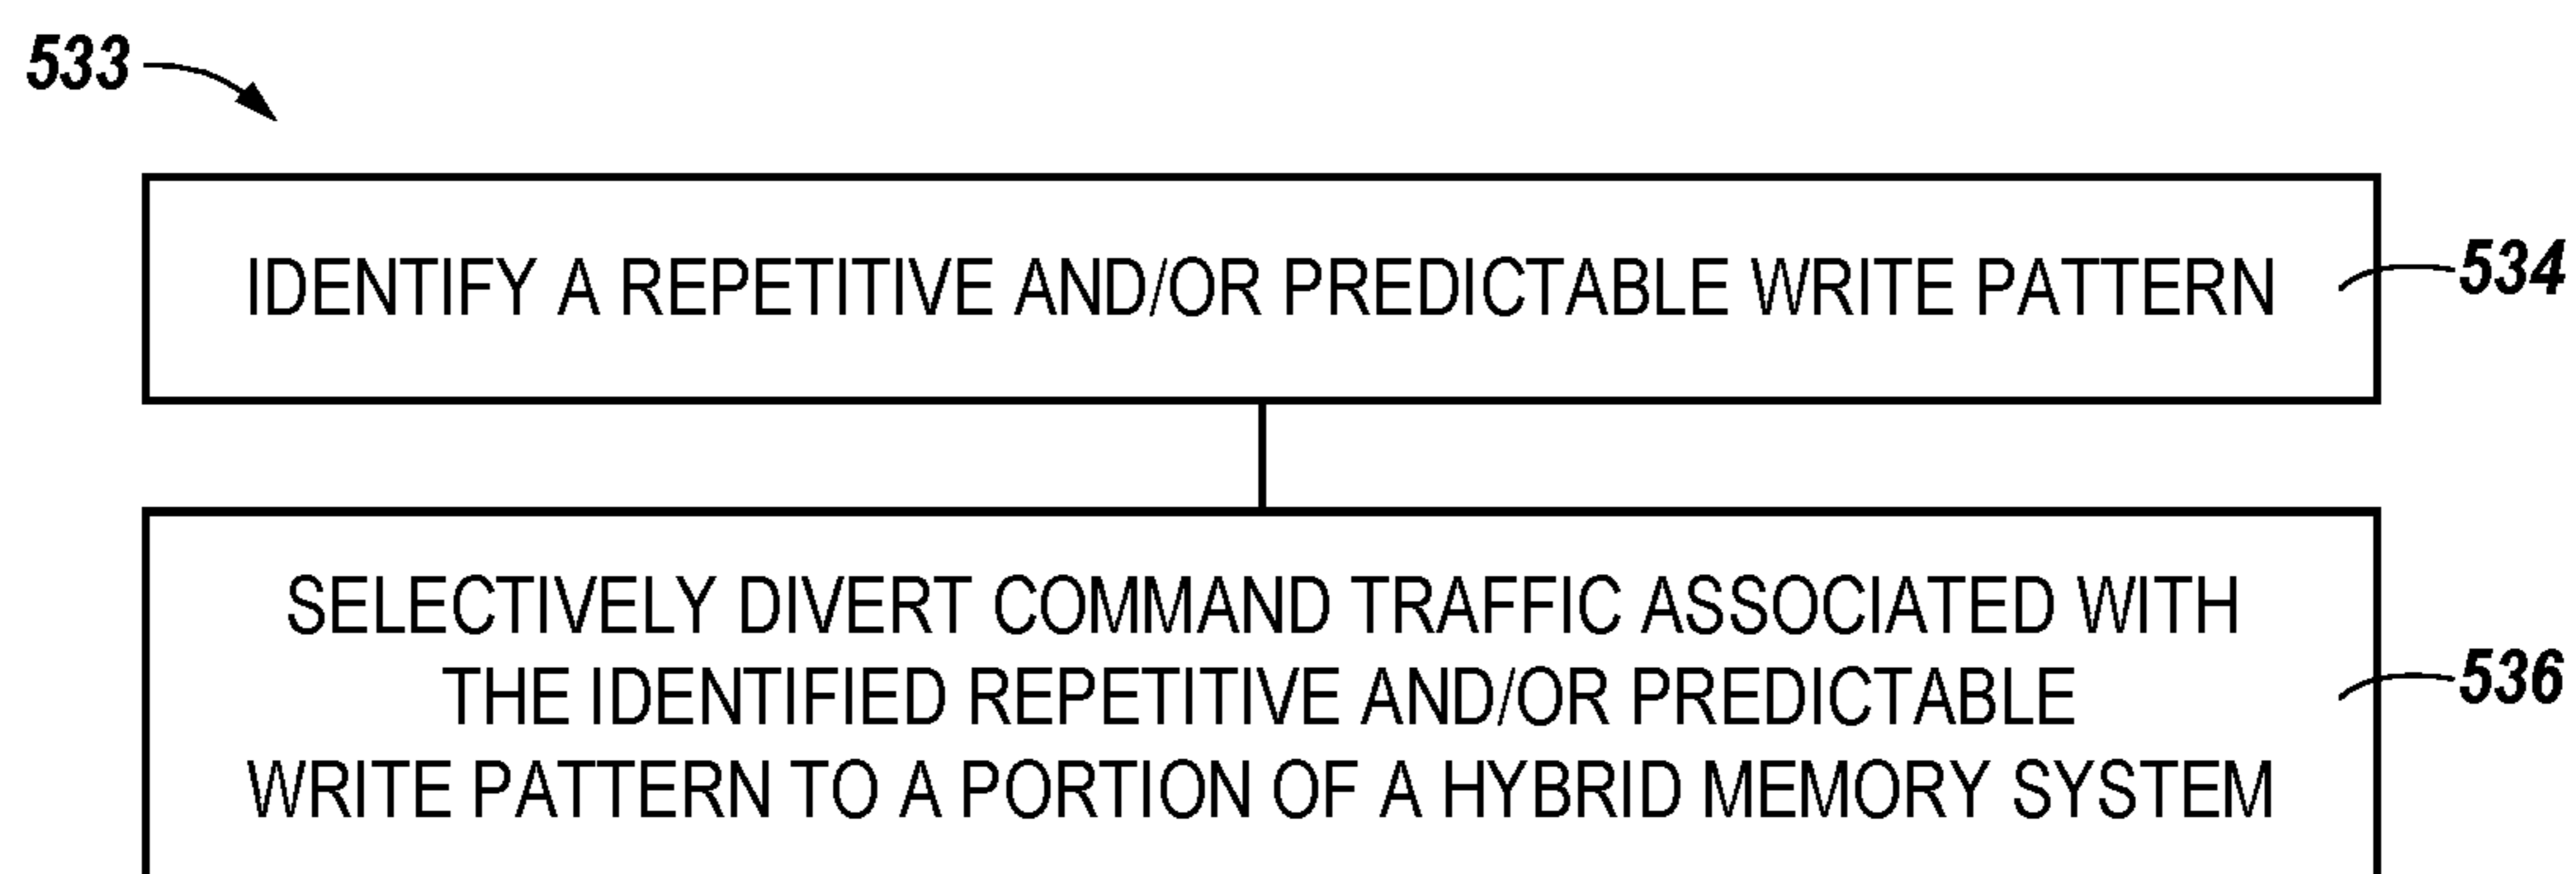 533
IDENTIFY A REPETITIVE AND/OR PREDICTABLE WRITE PATTERN
534
SELECTIVELY DIVERT COMMAND TRAFFIC ASSOCIATED WITH
THE IDENTIFIED REPETITIVE AND/OR PREDICTABLE
WRITE PATTERN TO A PORTION OF A HYBRID MEMORY SYSTEM
536